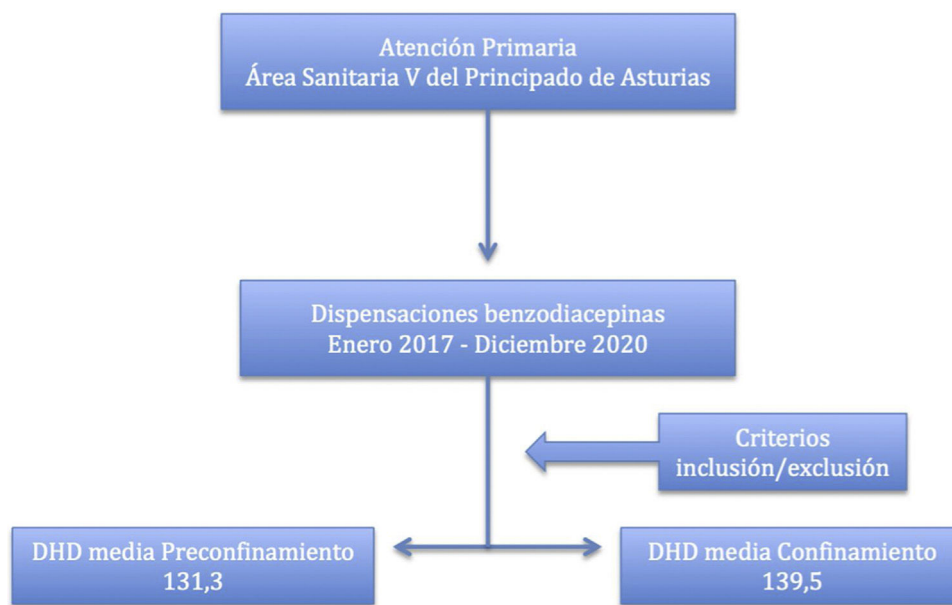 Atención Primaria
Área Sanitaria V del Principado de Asturias
Dispensaciones benzodiacepinas
Enero 2017 - Diciembre 2020
Criterios
inclusión/exclusión
DHD media Preconfinamiento
131,3
DHD media Confinamiento
139,5